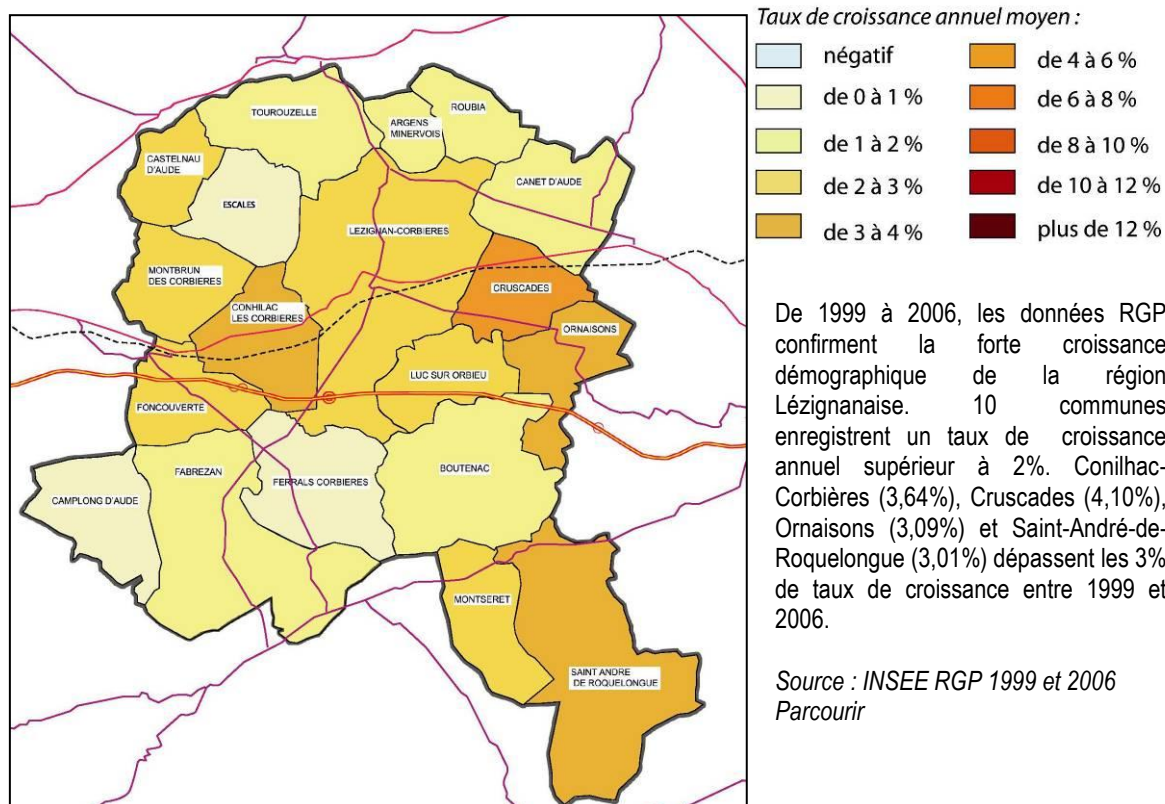 TOUROUZELLE
ARGENS
MINERVOIS
ROUBIA
CASTELNAU
D'AUDE
ESCALES
CANET D'AUDE
LEZIGNAN-CORBIERES
MONTBRUN
DES CORBIERES
CONHILAC
LES CORBIERES
CRUSCADES
ORNAISONS
LUC SUR ORBIEU
FONCOUVERTE
FABREZAN
FERRALS CORBIERES
BOUTENAC
CAMPLONG D'AUDE
MONTSERET
SAINT ANDRE
DE ROQUELONGUE
Taux de croissance annuel moyen :
négatif
de 0 à 1 %
de 1 à 2 %
de 2 à 3 %
de 3 à 4 %
de 4 à 6 %
de 6 à 8 %
de 8 à 10 %
de 10 à 12 %
plus de 12 %
De 1999 à 2006, les données RGP
confirment la forte croissance
démographique de la région
Lézignanaise. 10 communes
enregistrent un taux de croissance
annuel supérieur à 2%. Conilhac-
Corbières (3,64%), Cruscades (4,10%),
Ornaisons (3,09%) et Saint-André-de-
Roquelongue (3,01%) dépassent les 3%
de taux de croissance entre 1999 et
2006.
Source : INSEE RGP 1999 et 2006
Parcourir